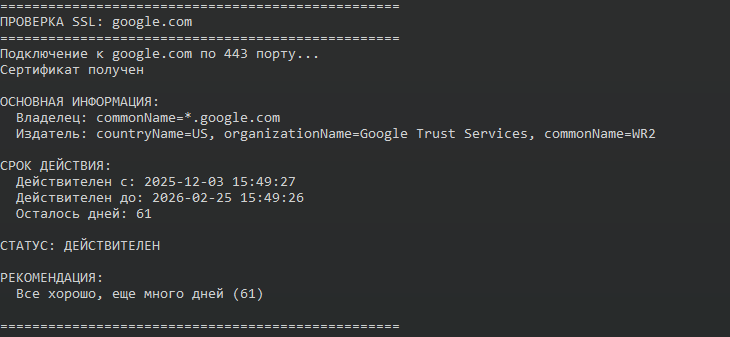 ==================================================
ПРОВЕРКА SSL: google.com
==================================================
Подключение к google.com по 443 порту...
Сертификат получен

ОСНОВНАЯ ИНФОРМАЦИЯ:
  Владелец: commonName=*.google.com
  Издатель: countryName=US, organizationName=Google Trust Services, commonName=WR2

СРОК ДЕЙСТВИЯ:
  Действителен с: 2025-12-03 15:49:27
  Действителен до: 2026-02-25 15:49:26
  Осталось дней: 61

СТАТУС: ДЕЙСТВИТЕЛЕН

РЕКОМЕНДАЦИЯ:
  Все хорошо, еще много дней (61)

==================================================